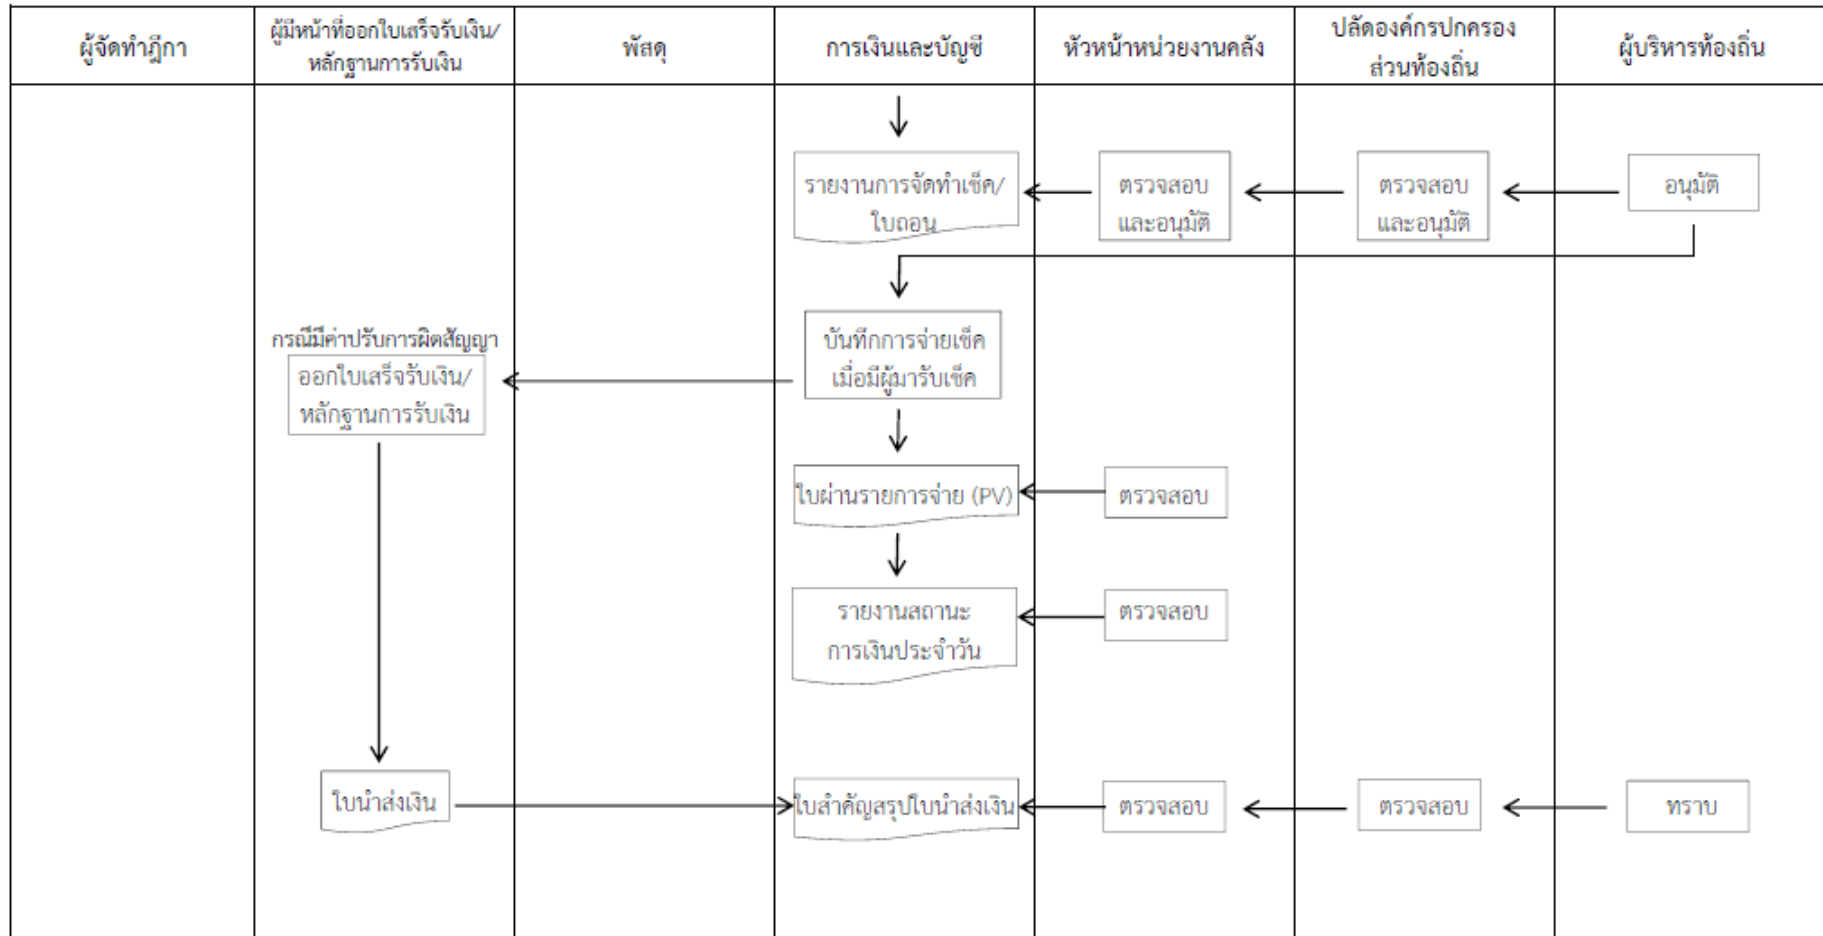 ผู้จัดทำฎีกา
ผู้มีหน้าที่ออกใบเสร็จรับเงิน/
หลักฐานการรับเงิน
พัสดุ
การเงินและบัญชี
หัวหน้าหน่วยงานคลัง
ปลัดองค์กรปกครอง
ส่วนท้องถิ่น
ผู้บริหารท้องถิ่น
รายงานการจัดทำเช็ค/
ใบถอน
ตรวจสอบ
และอนุมัติ
ตรวจสอบ
และอนุมัติ
อนุมัติ
กรณีมีค่าปรับการผิดสัญญา
ออกใบเสร็จรับเงิน/
หลักฐานการรับเงิน
บันทึกการจ่ายเช็ค
เมื่อมีผู้มารับเช็ค
ใบผ่านรายการจ่าย (PV)
ตรวจสอบ
รายงานสถานะ
การเงินประจำวัน
ตรวจสอบ
ใบนำส่งเงิน
ใบสำคัญสรุปใบนำส่งเงิน
ตรวจสอบ
ตรวจสอบ
ทราบ